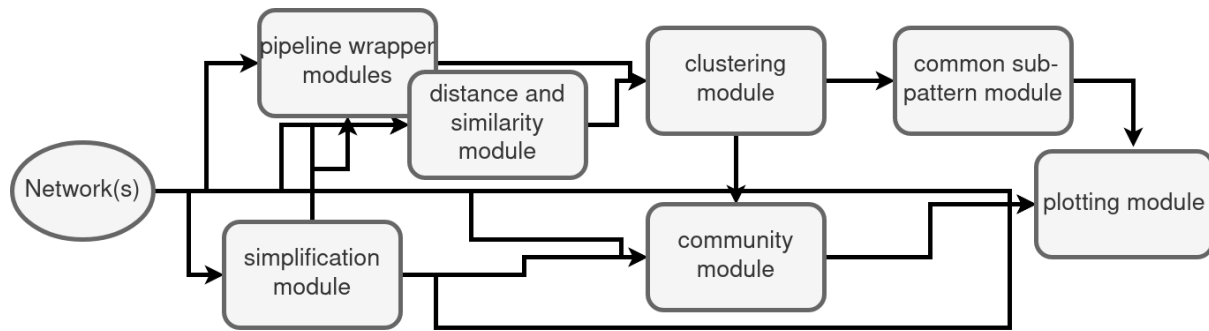 pipeline wrapper
modules
distance and
similarity
module
clustering
module
common sub-
pattern module
Network(s)
simplification
module
community
module
plotting module